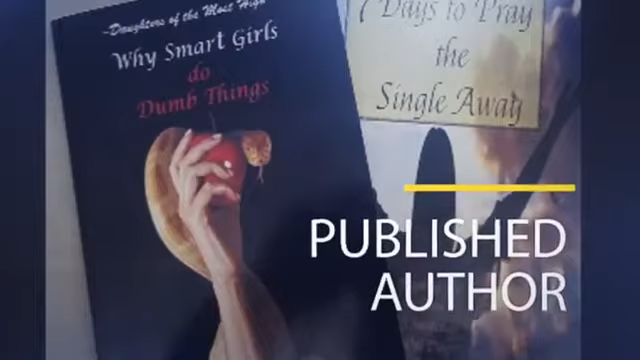 ~Daughters of the Most High
Why Smart Girls
do
Dumb Things
7 Days to Pray
the
Single Away
PUBLISHED
AUTHOR